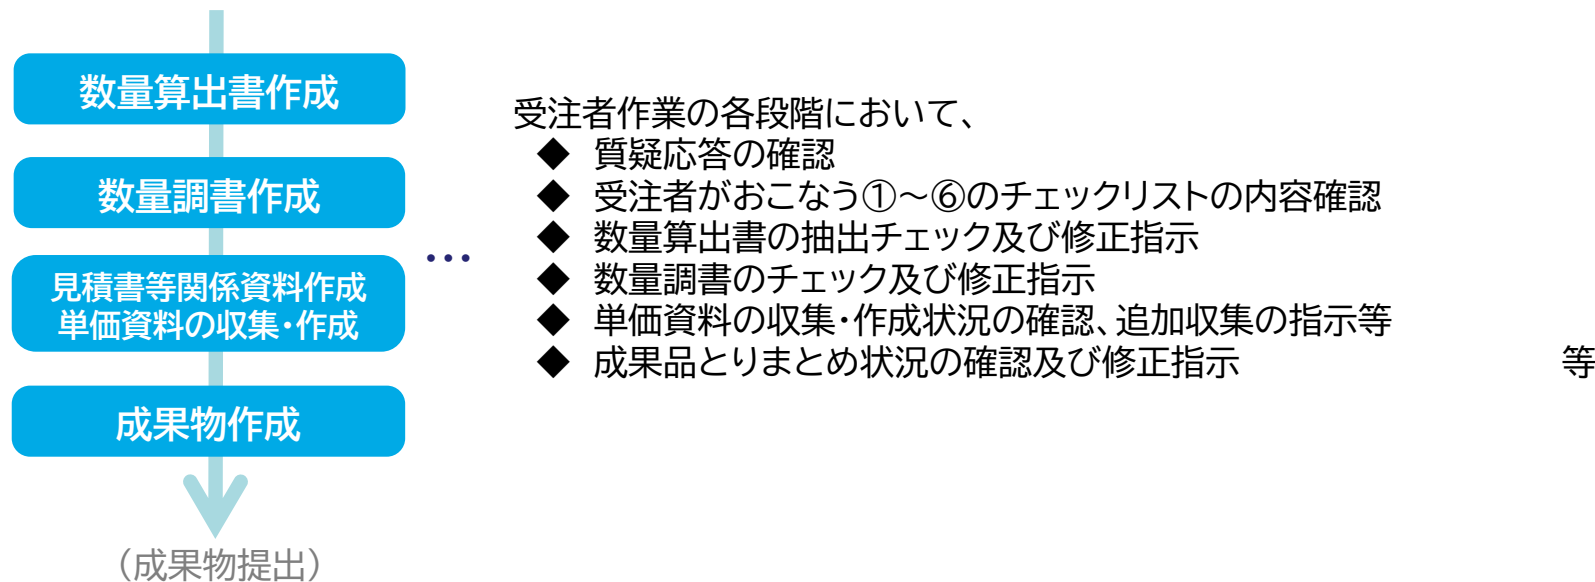 数量算出書作成
数量調書作成
見積書等関係資料作成
単価資料の収集・作成
成果物作成
（成果物提出）
…
受注者作業の各段階において、
◆ 質疑応答の確認
◆ 受注者がおこなう①～⑥のチェックリストの内容確認
◆ 数量算出書の抽出チェック及び修正指示
◆ 数量調書のチェック及び修正指示
◆ 単価資料の収集・作成状況の確認、追加収集の指示等
◆ 成果品とりまとめ状況の確認及び修正指示 等